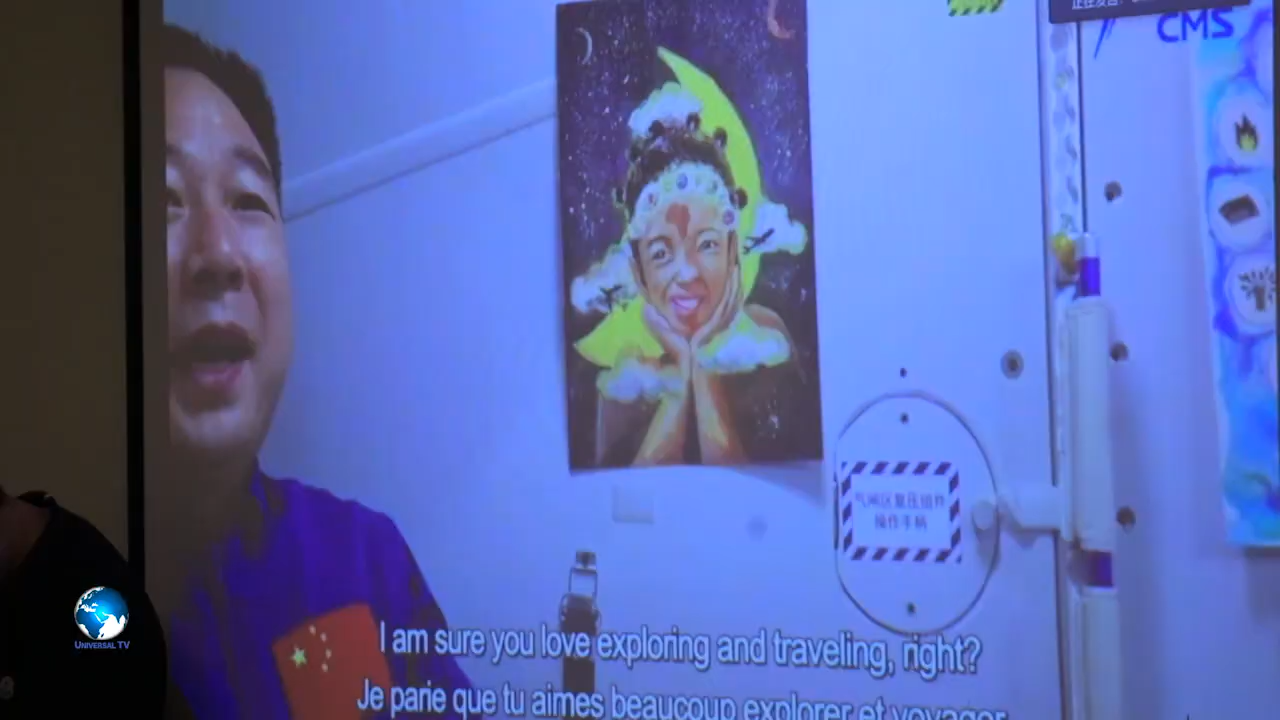 CMS
气闸区复压组件
操作手柄
UNIVERSAL TV
I am sure you love exploring and traveling, right?
Je parie que tu aimes beaucoup explorer et voyager